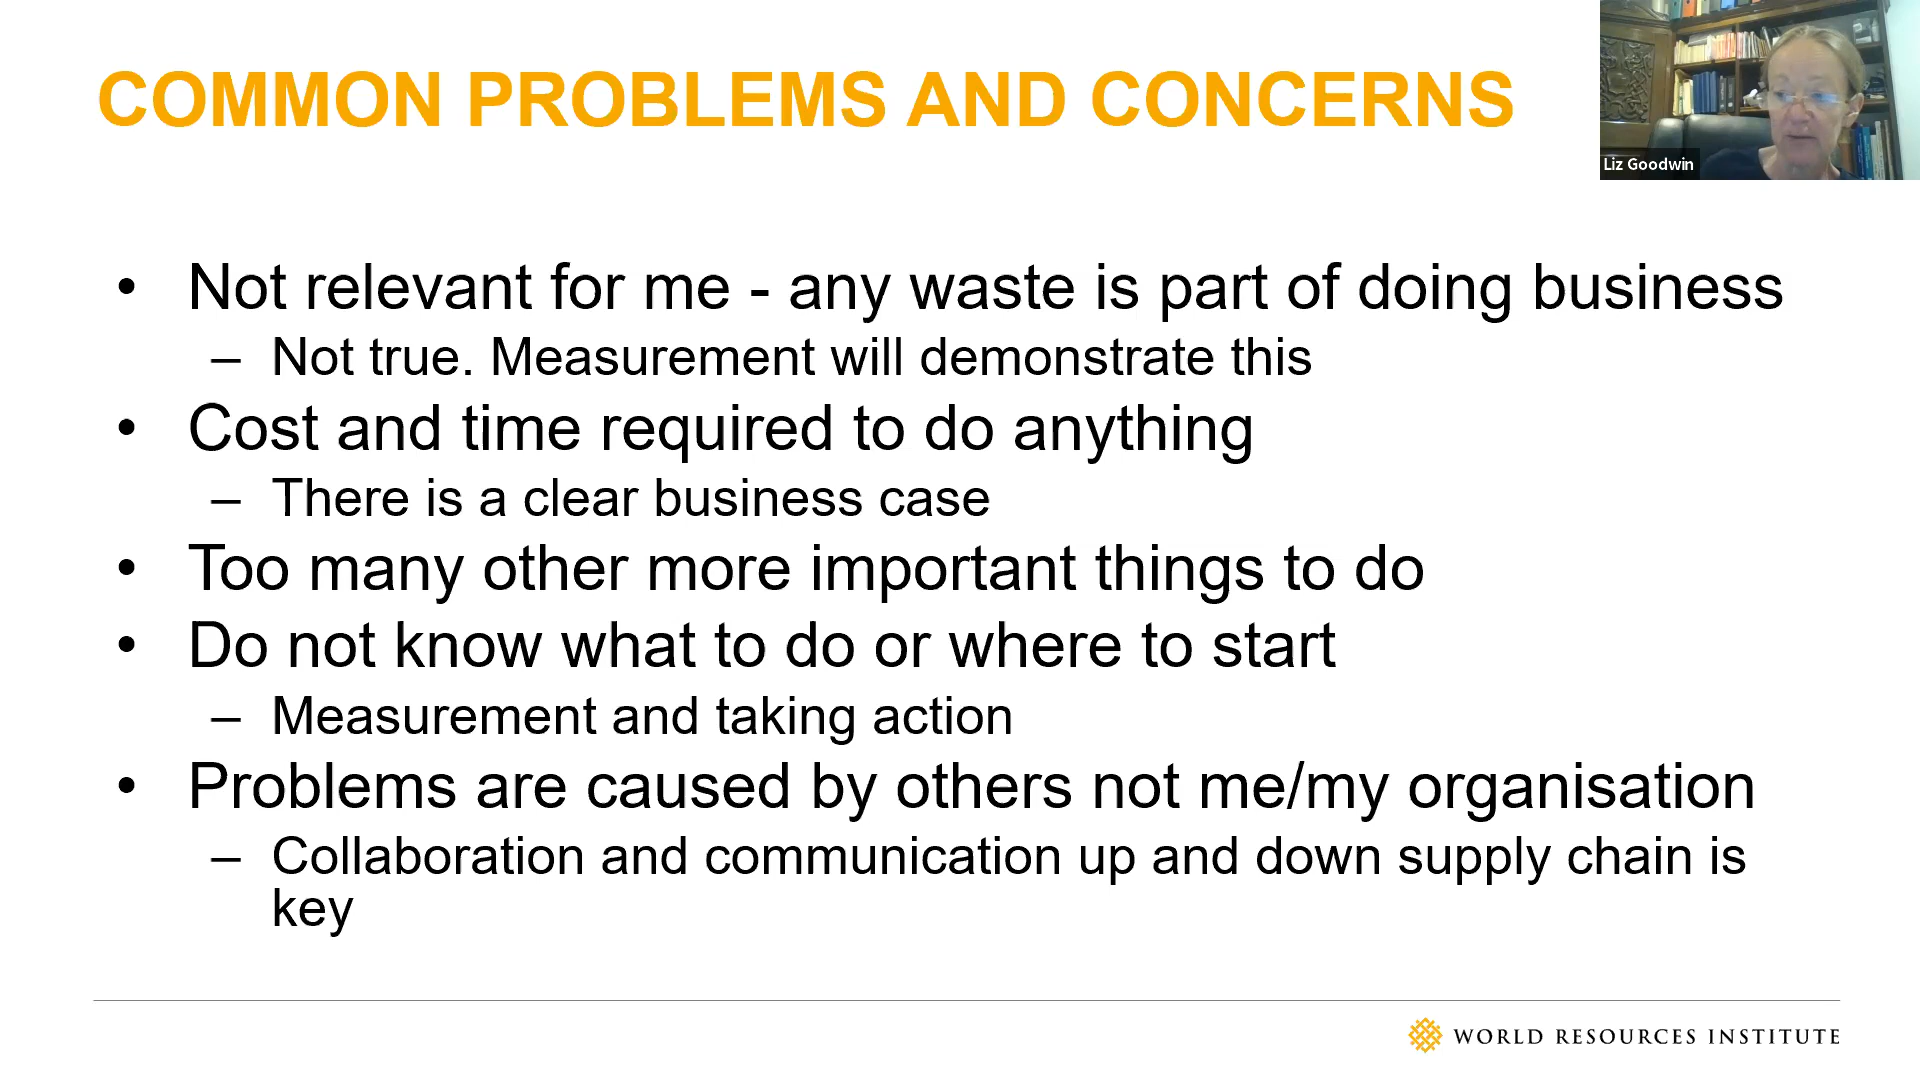 COMMON PROBLEMS AND CONCERNS
Liz Goodwin
• Not relevant for me - any waste is part of doing business
– Not true. Measurement will demonstrate this
• Cost and time required to do anything
– There is a clear business case
• Too many other more important things to do
• Do not know what to do or where to start
– Measurement and taking action
• Problems are caused by others not me/my organisation
– Collaboration and communication up and down supply chain is
key
WORLD RESOURCES INSTITUTE